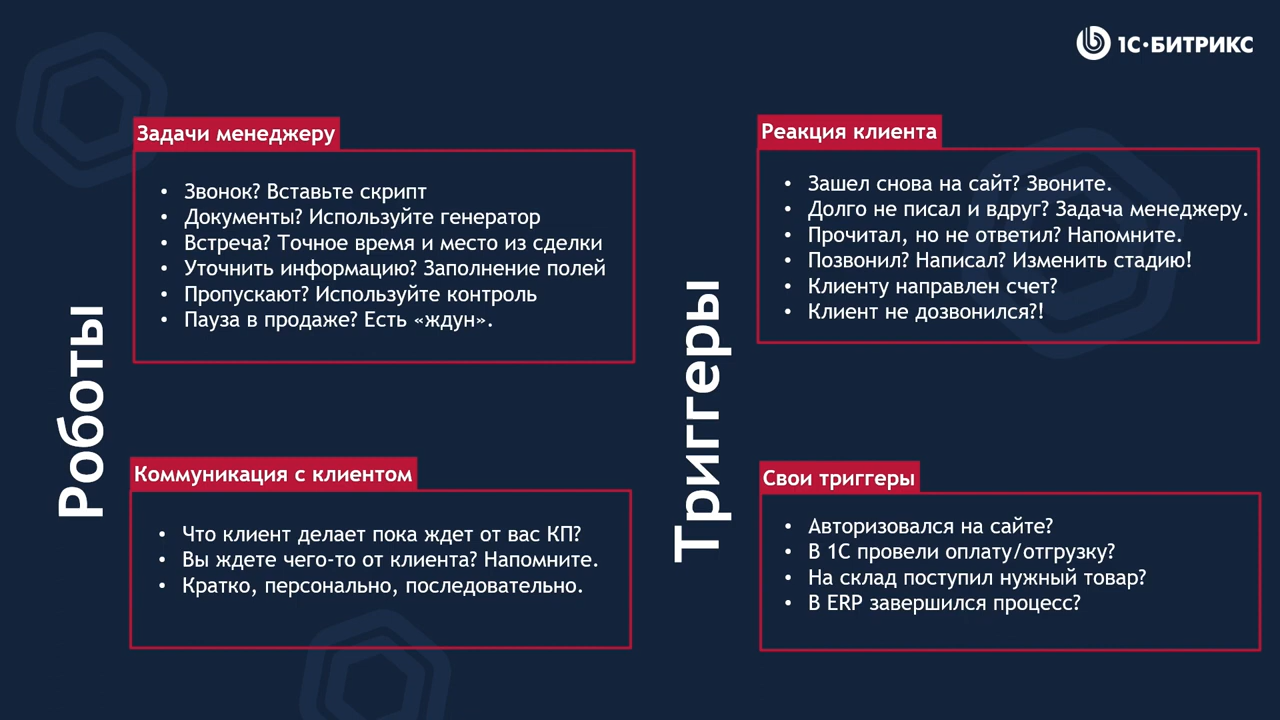 1С·БИТРИКС
Роботы
Задачи менеджеру
• Звонок? Вставьте скрипт
• Документы? Используйте генератор
• Встреча? Точное время и место из сделки
• Уточнить информацию? Заполнение полей
• Пропускают? Используйте контроль
• Пауза в продаже? Есть «ждун».
Коммуникация с клиентом
• Что клиент делает пока ждет от вас КП?
• Вы ждете чего-то от клиента? Напомните.
• Кратко, персонально, последовательно.
Триггеры
Реакция клиента
• Зашел снова на сайт? Звоните.
• Долго не писал и вдруг? Задача менеджеру.
• Прочитал, но не ответил? Напомните.
• Позвонил? Написал? Изменить стадию!
• Клиенту направлен счет?
• Клиент не дозвонился?!
Свои триггеры
• Авторизовался на сайте?
• В 1С провели оплату/отгрузку?
• На склад поступил нужный товар?
• В ERP завершился процесс?